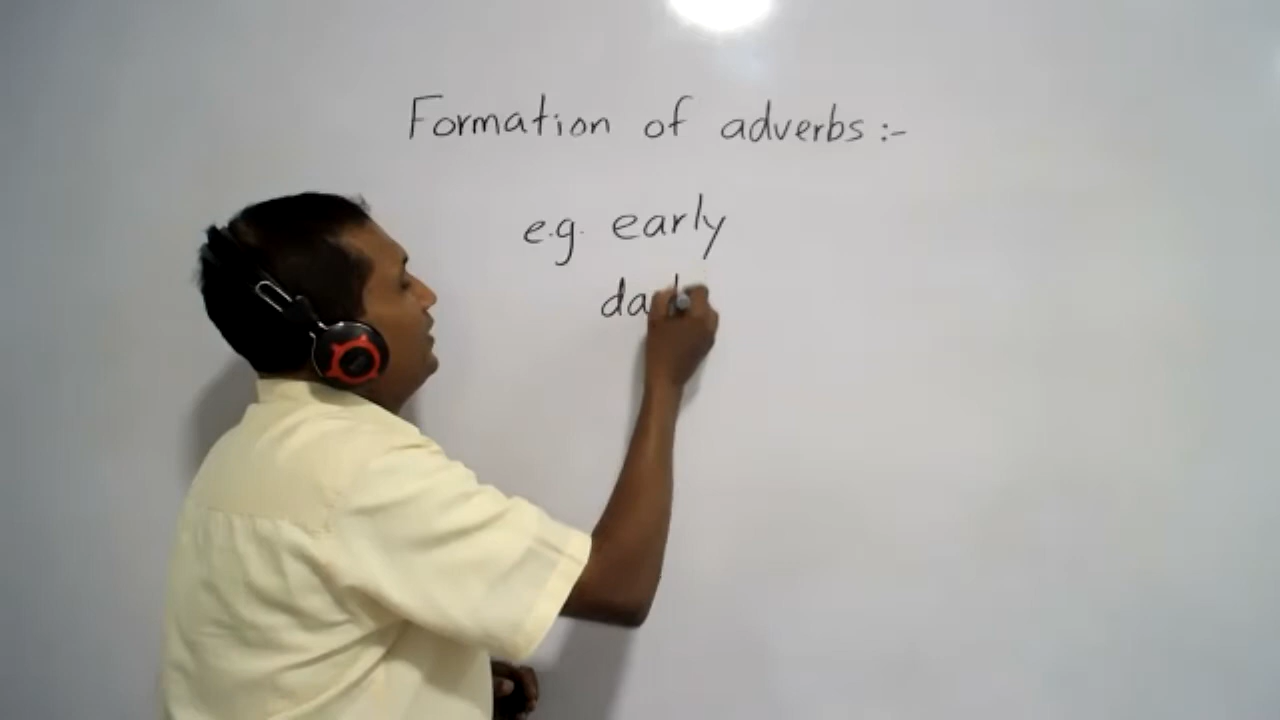 Formation of adverbs :-
e.g. early